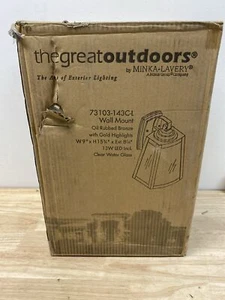 thegreatoutdoors®
by MINKA-LAVERY®
The Art of Exterior Lighting
73103-143C-L
Wall Mount
Oil Rubbed Bronze
with Gold Highlights
Clear Water Glass